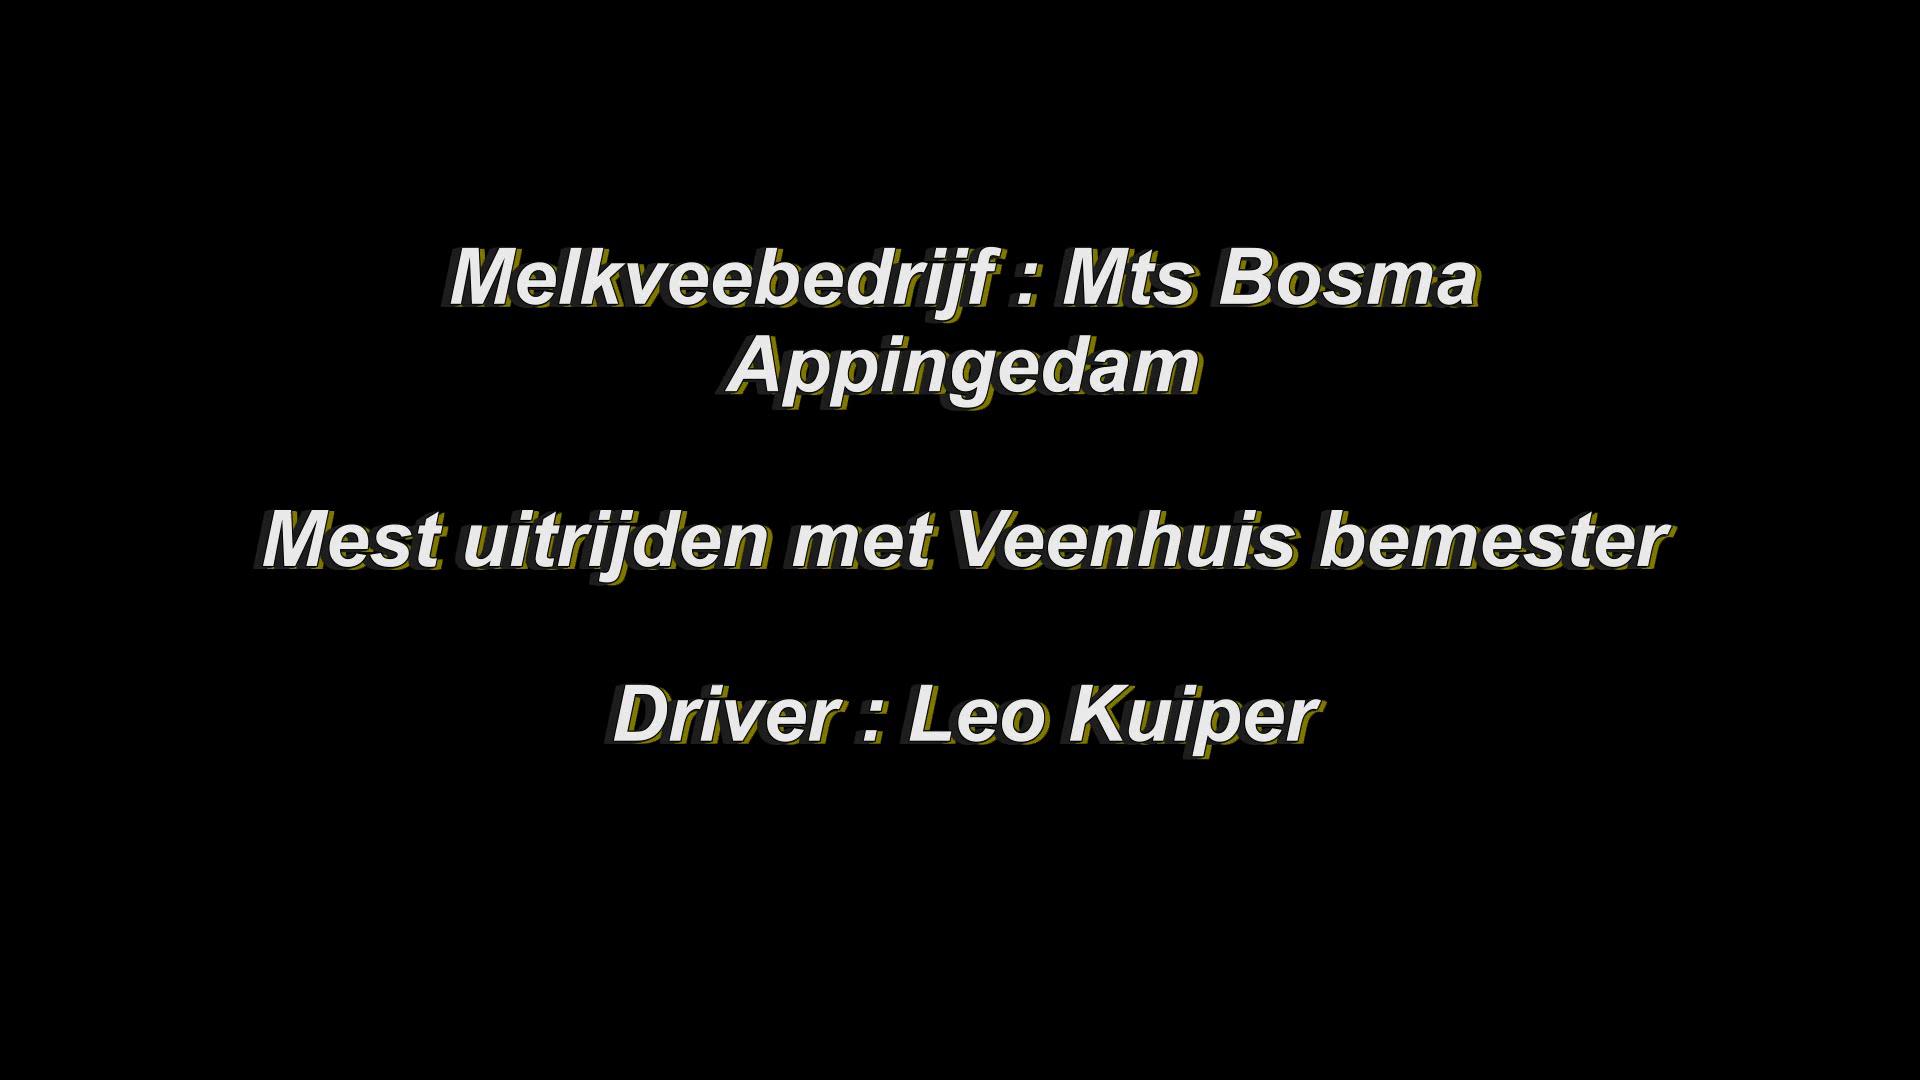 Melkveebedrijf : Mts Bosma
Appingedam
Mest uitrijden met Veenhuis bemester
Driver : Leo Kuiper